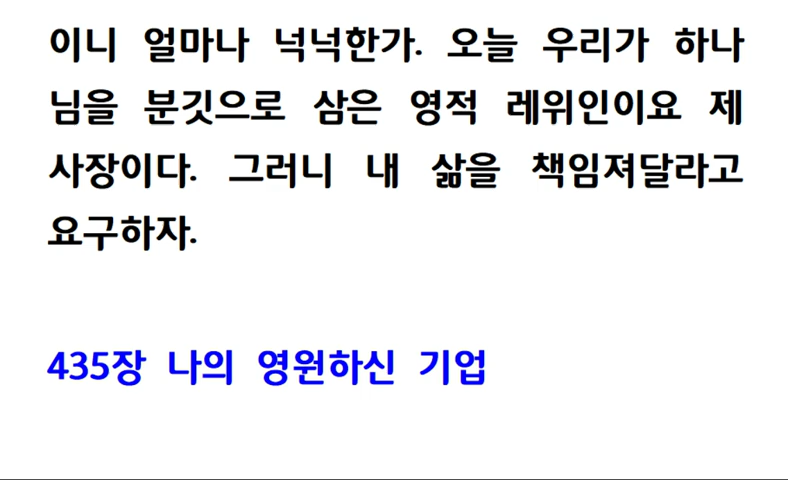 이니 얼마나 넉넉한가. 오늘 우리가 하나
님을 분깃으로 삼은 영적 레위인이요 제
사장이다. 그러니 내 삶을 책임져달라고
요구하자.
435장 나의 영원하신 기업